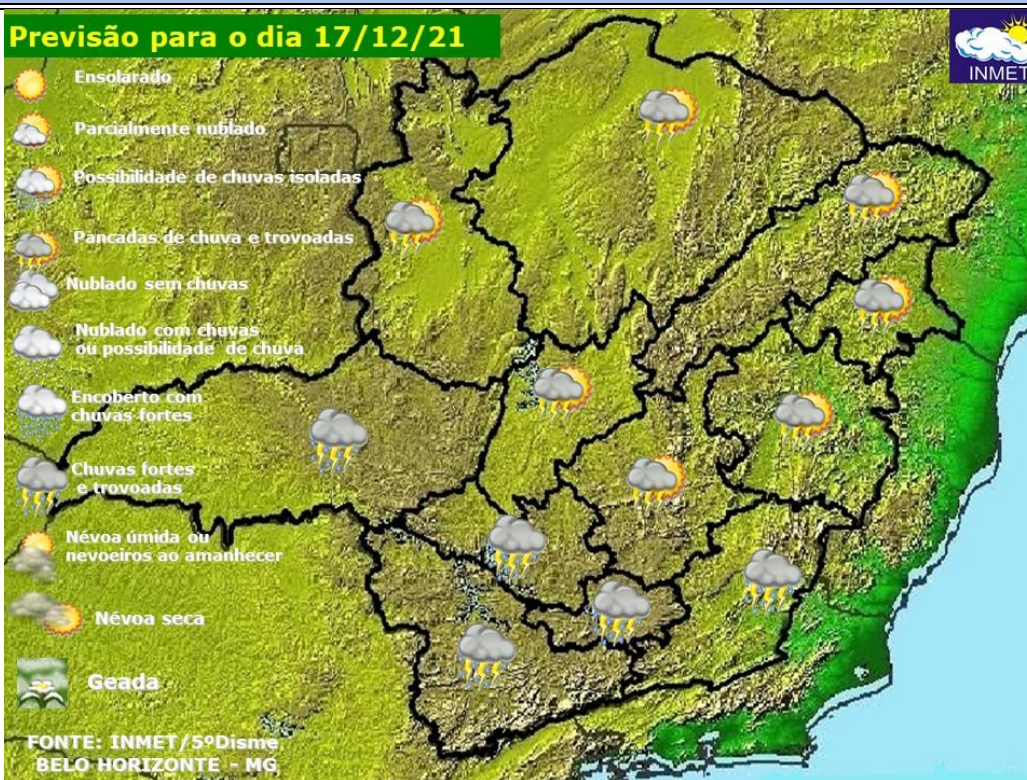 Previsão para o dia 17/12/21
INMET
Ensolarado
Parcialmente nublado
Possibilidade de chuvas isoladas
Pancadas de chuva e trovoadas
Nublado sem chuvas
Nublado com chuvas
ou possibilidade de chuva
Encoberto com
chuvas fortes
Chuvas fortes
e trovoadas
Névoa úmida ou
nevoeiros ao amanhecer
Névoa seca
Geada
FONTE: INMET/5ºDisme
BELO HORIZONTE - MG